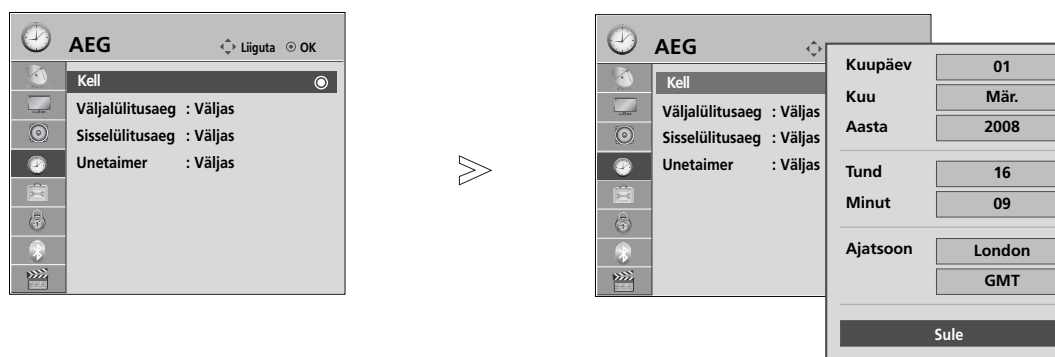 AEG
Liiguta
OK
Kell
Väljalülitusaeg : Väljas
Sisselülitusaeg : Väljas
Unetaimer : Väljas
AEG
Kell
Väljalülitusaeg : Väljas
Sisselülitusaeg : Väljas
Unetaimer : Väljas
Kuupäev 01
Kuu Mär.
Aasta 2008
Tund 16
Minut 09
Ajatsoon London
GMT
Sule